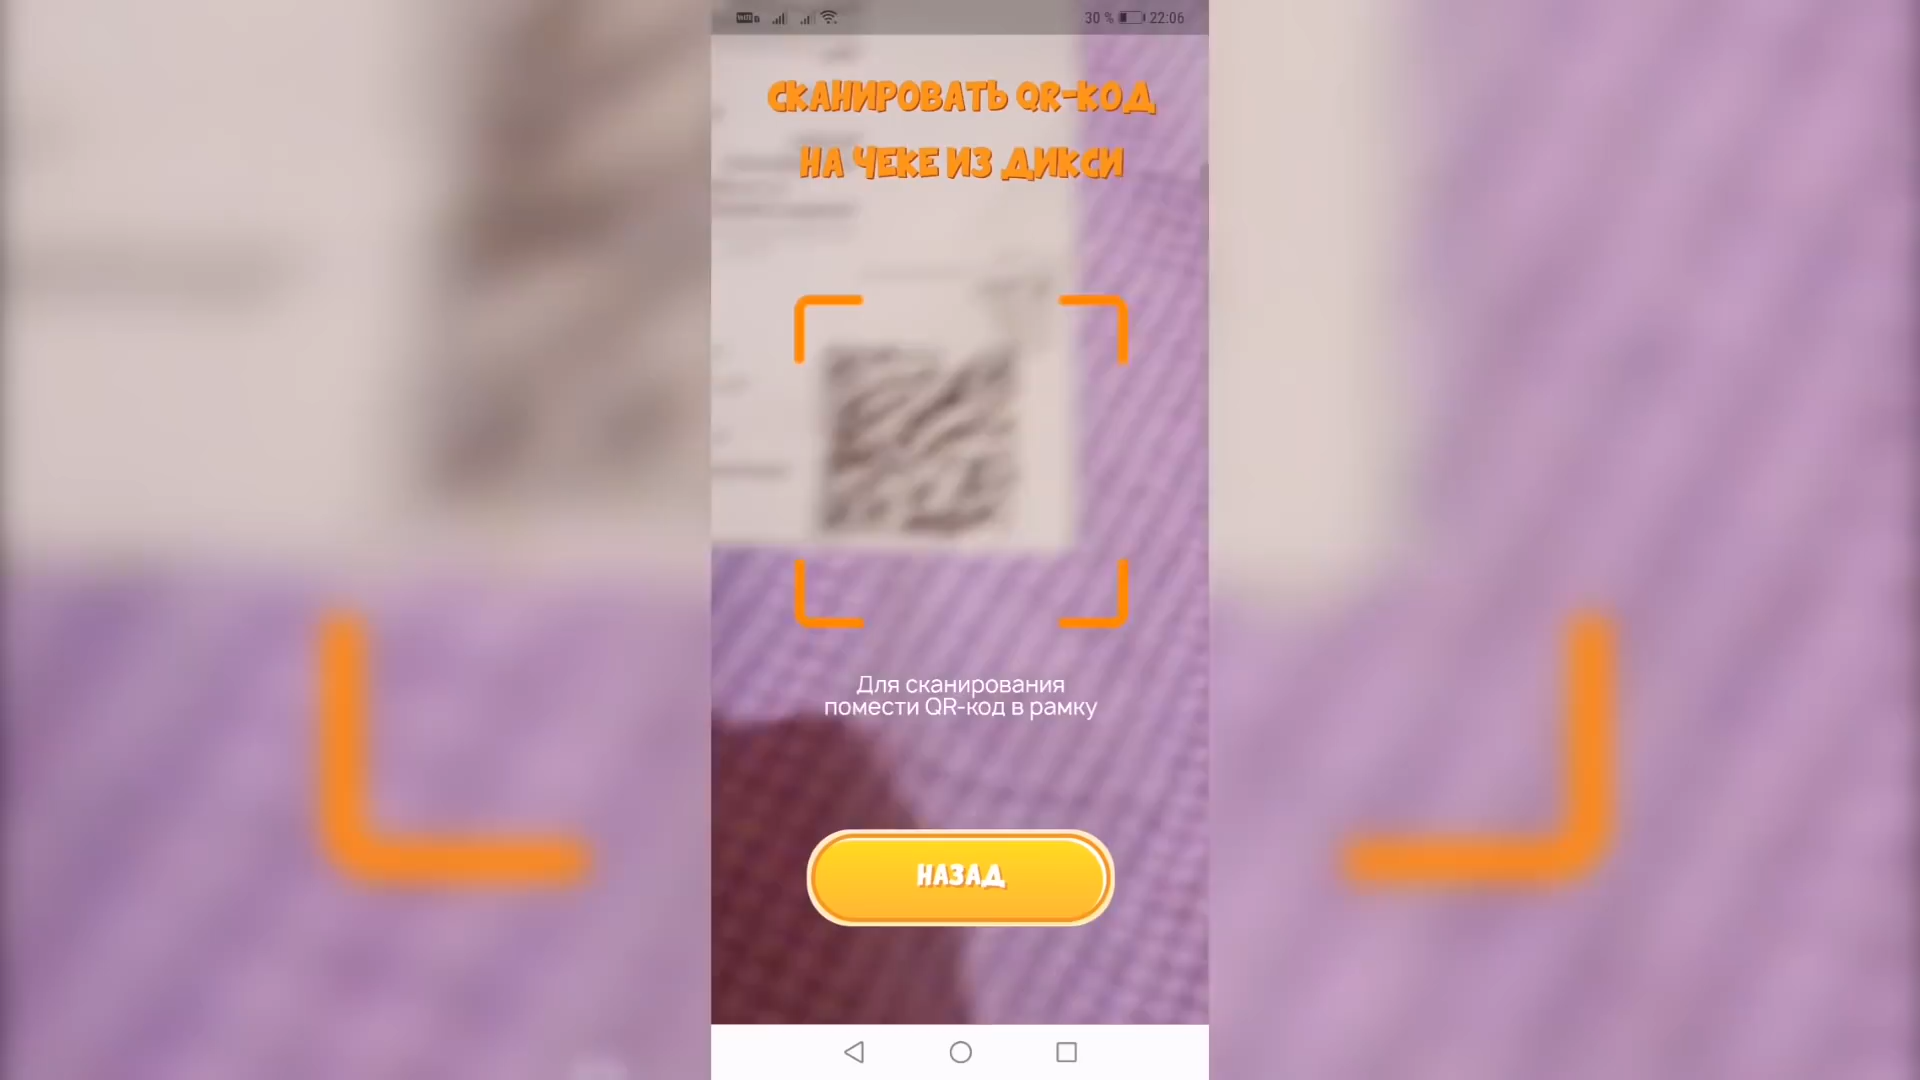 30 % 22:06
СКАНИРОВАТЬ QR-КОД
НА ЧЕКЕ ИЗ ДИКСИ
Для сканирования
помести QR-код в рамку
НАЗАД